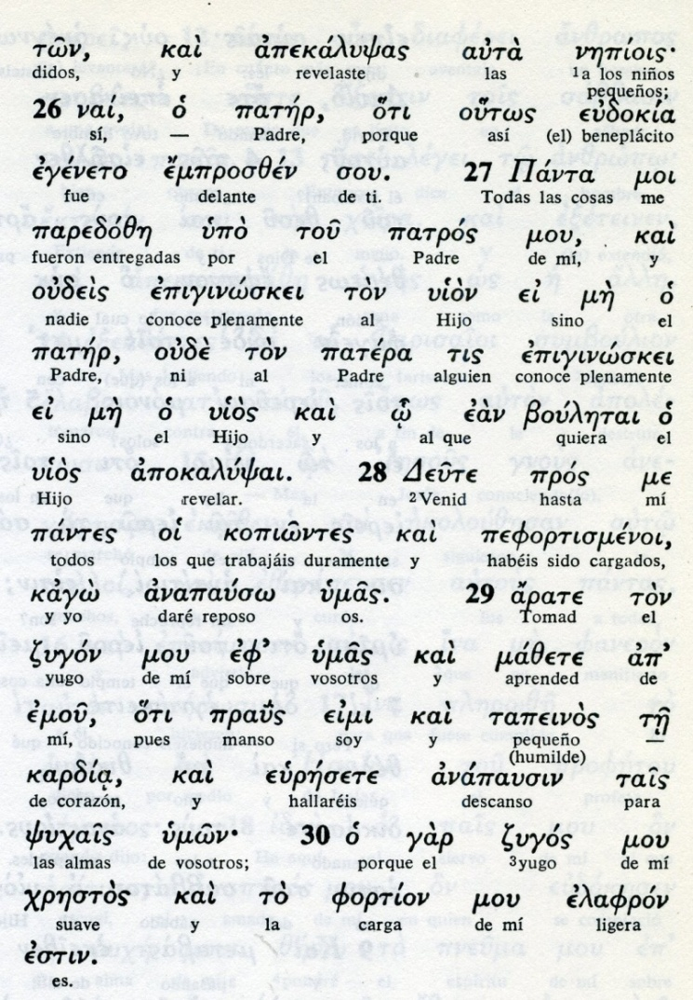 των, καὶ ἀπεκάλυψας αὐτὰ νηπίοις·
didos, y revelaste las ¹a los niños
pequeños;
26 ναί, ὁ πατήρ, ὅτι οὕτως εὐδοκία
sí, — Padre, porque así (el) beneplácito
ἐγένετο ἔμπροσθέν σου. 27 Πάντα μοι
fue delante de ti. Todas las cosas me
παρεδόθη ὑπὸ τοῦ πατρός μου, καὶ
fueron entregadas por el Padre de mí, y
οὐδεὶς ἐπιγινώσκει τὸν υἱὸν εἰ μὴ ὁ
nadie conoce plenamente al Hijo sino el
πατήρ, οὐδὲ τὸν πατέρα τις ἐπιγινώσκει
Padre, ni al Padre alguien conoce plenamente
εἰ μὴ ὁ υἱὸς καὶ ᾧ ἐὰν βούληται ὁ
sino el Hijo y al que quiera el
υἱὸς ἀποκαλύψαι. 28 Δεῦτε πρός με
Hijo revelar. ²Venid hasta mí
πάντες οἱ κοπιῶντες καὶ πεφορτισμένοι,
todos los que trabajáis duramente y habéis sido cargados,
κἀγὼ ἀναπαύσω ὑμᾶς. 29 ἄρατε τὸν
y yo daré reposo os. Tomad el
ζυγόν μου ἐφ’ ὑμᾶς καὶ μάθετε ἀπ’
yugo de mí sobre vosotros y aprended de
ἐμοῦ, ὅτι πραΰς εἰμι καὶ ταπεινὸς τῇ
mí, pues manso soy y pequeño —
(humilde)
καρδίᾳ, καὶ εὑρήσετε ἀνάπαυσιν ταῖς
de corazón, y hallaréis descanso para
ψυχαῖς ὑμῶν· 30 ὁ γὰρ ζυγός μου
las almas de vosotros; porque el ³yugo de mí
χρηστὸς καὶ τὸ φορτίον μου ἐλαφρόν
suave y la carga de mí ligera
ἐστιν.
es.